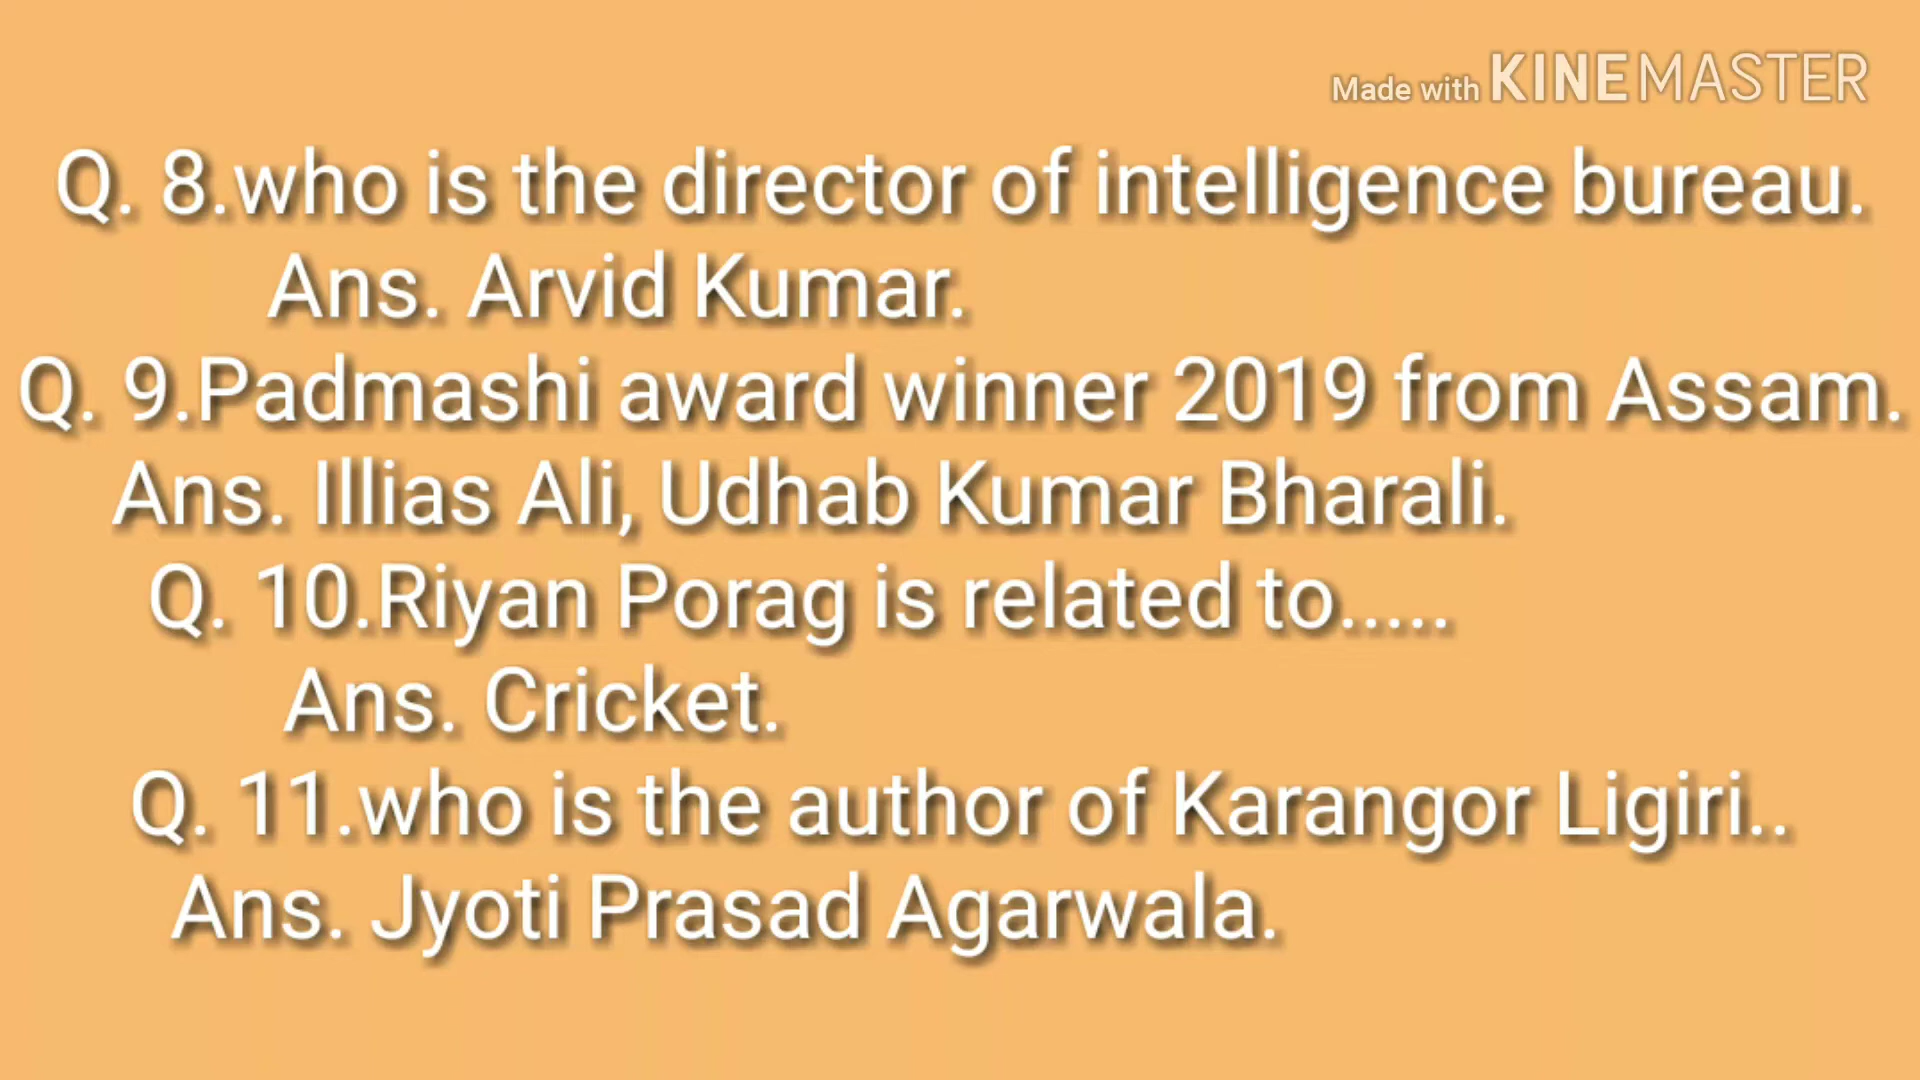 Made with KINEMASTER
Q. 8.who is the director of intelligence bureau.
Ans. Arvid Kumar.
Q. 9.Padmashi award winner 2019 from Assam.
Ans. Illias Ali, Udhab Kumar Bharali.
Q. 10.Riyan Porag is related to.....
Ans. Cricket.
Q. 11.who is the author of Karangor Ligiri..
Ans. Jyoti Prasad Agarwala.